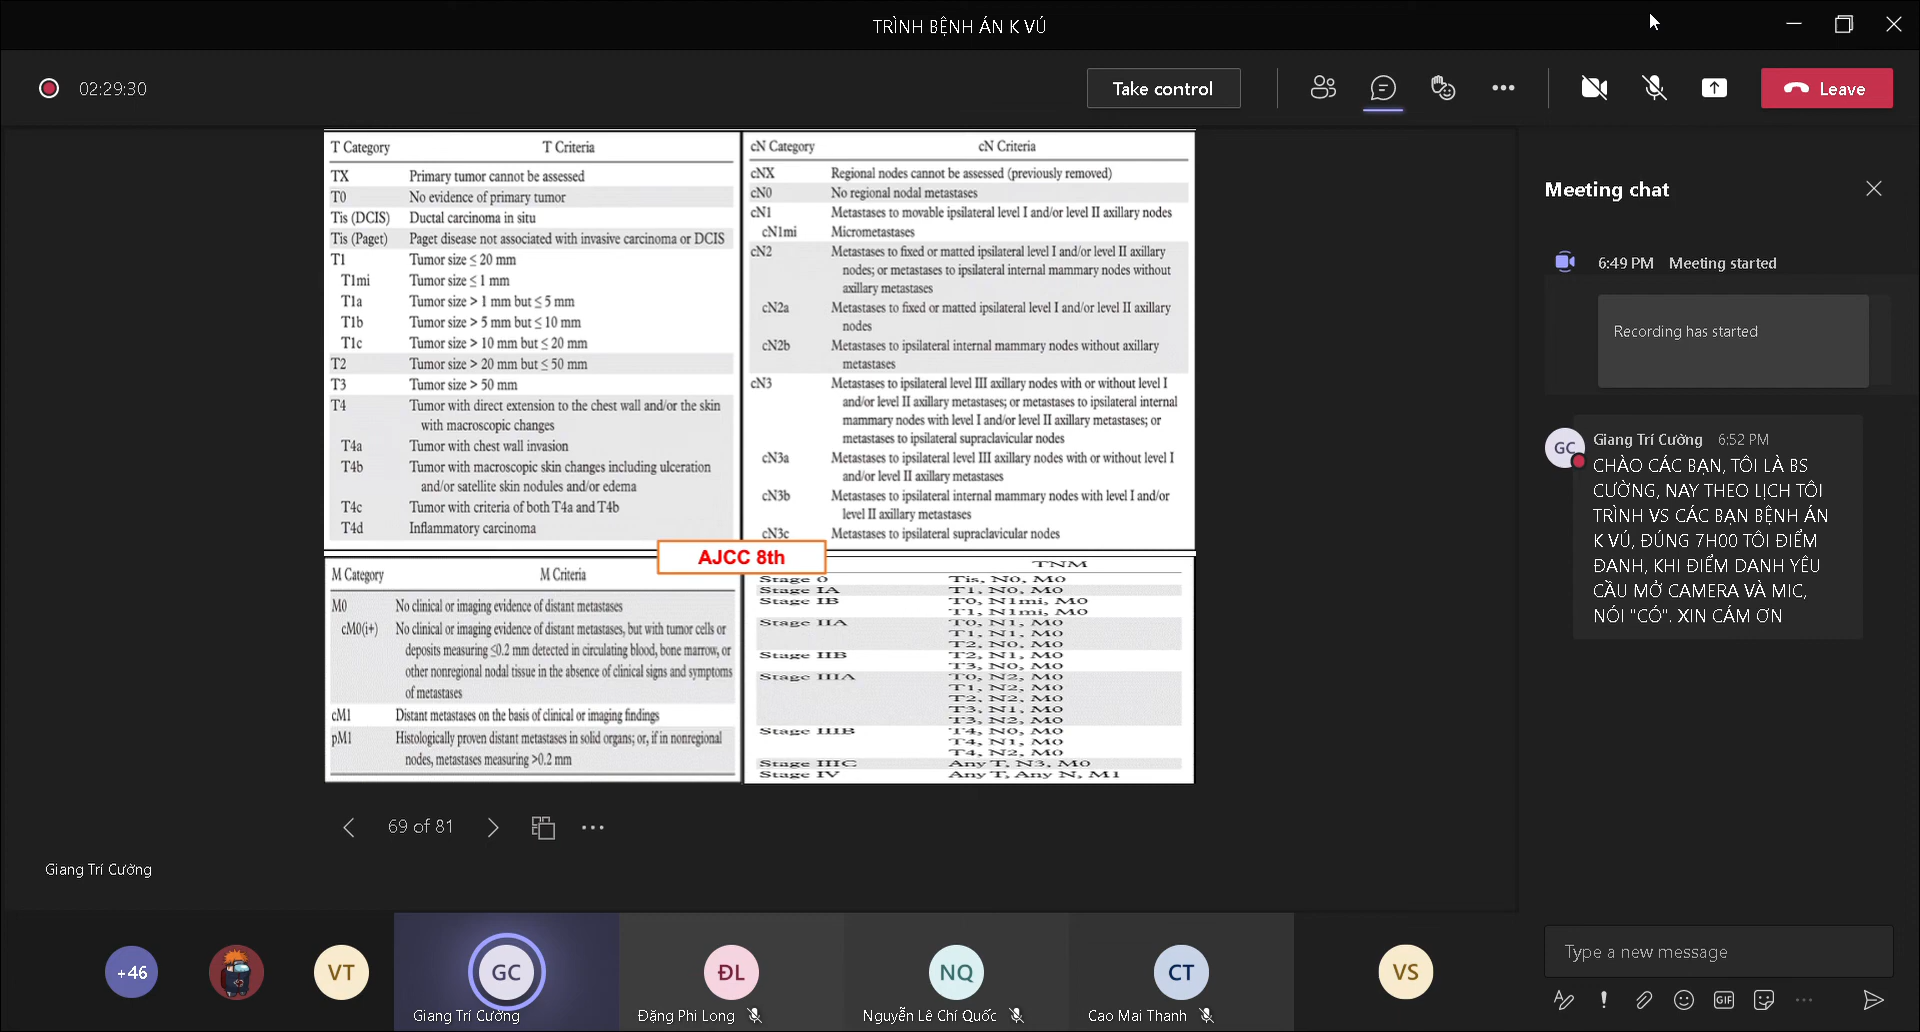 TRÌNH BỆNH ÁN K VÚ
02:29:30
Take control
Leave
T Category T Criteria
TX Primary tumor cannot be assessed
T0 No evidence of primary tumor
Tis (DCIS) Ductal carcinoma in situ
Tis (Paget) Paget disease not associated with invasive carcinoma or DCIS
T1 Tumor size ≤ 20 mm
T1mi Tumor size ≤ 1 mm
T1a Tumor size > 1 mm but ≤ 5 mm
T1b Tumor size > 5 mm but ≤ 10 mm
T1c Tumor size > 10 mm but ≤ 20 mm
T2 Tumor size > 20 mm but ≤ 50 mm
T3 Tumor size > 50 mm
T4 Tumor with direct extension to the chest wall and/or the skin
with macroscopic changes
T4a Tumor with chest wall invasion
T4b Tumor with macroscopic skin changes including ulceration
and/or satellite skin nodules and/or edema
T4c Tumor with criteria of both T4a and T4b
T4d Inflammatory carcinoma
cN Category cN Criteria
cNX Regional nodes cannot be assessed (previously removed)
cN0 No regional nodal metastases
cN1 Metastases to movable ipsilateral level I and/or level II axillary nodes
cN1mi Micrometastases
cN2 Metastases to fixed or matted ipsilateral level I and/or level II axillary
nodes; or metastases to ipsilateral internal mammary nodes without
axillary metastases
cN2a Metastases to fixed or matted ipsilateral level I and/or level II axillary
nodes
cN2b Metastases to ipsilateral internal mammary nodes without axillary
metastases
cN3 Metastases to ipsilateral level III axillary nodes with or without level I
and/or level II axillary metastases; or metastases to ipsilateral internal
mammary nodes with level I and/or level II axillary metastases; or
metastases to ipsilateral supraclavicular nodes
cN3a Metastases to ipsilateral level III axillary nodes with or without level I
and/or level II axillary metastases
cN3b Metastases to ipsilateral internal mammary nodes with level I and/or
level II axillary metastases
cN3c Metastases to ipsilateral supraclavicular nodes
AJCC 8th
M Category M Criteria
M0 No clinical or imaging evidence of distant metastases
cM0(i+) No clinical or imaging evidence of distant metastases, but with tumor cells or
deposits measuring ≤0.2 mm detected in circulating blood, bone marrow, or
other nonregional nodal tissue in the absence of clinical signs and symptoms
of metastases
cM1 Distant metastases on the basis of clinical or imaging findings
pM1 Histologically proven distant metastases in solid organs; or, if in nonregional
nodes, metastases measuring >0.2 mm
TNM
Stage 0 Tis, N0, M0
Stage IA T1, N0, M0
Stage IB T0, N1mi, M0
T1, N1mi, M0
Stage IIA T0, N1, M0
T1, N1, M0
T2, N0, M0
Stage IIB T2, N1, M0
T3, N0, M0
Stage IIIA T0, N2, M0
T1, N2, M0
T2, N2, M0
T3, N1, M0
T3, N2, M0
Stage IIIB T4, N0, M0
T4, N1, M0
T4, N2, M0
Stage IIIC Any T, N3, M0
Stage IV Any T, Any N, M1
69 of 81
Giang Trí Cường
Meeting chat
6:49 PM Meeting started
Recording has started
GC
Giang Trí Cường 6:52 PM
CHÀO CÁC BẠN, TÔI LÀ BS
CƯỜNG, NAY THEO LỊCH TÔI
TRÌNH VS CÁC BẠN BỆNH ÁN
K VÚ, ĐÚNG 7H00 TÔI ĐIỂM
DANH, KHI ĐIỂM DANH YÊU
CẦU MỞ CAMERA VÀ MIC,
NÓI "CÓ". XIN CÁM ƠN
+46
VT
GC
Giang Trí Cường
ĐL
Đặng Phi Long
NQ
Nguyễn Lê Chí Quốc
CT
Cao Mai Thanh
VS
Type a new message
GIF